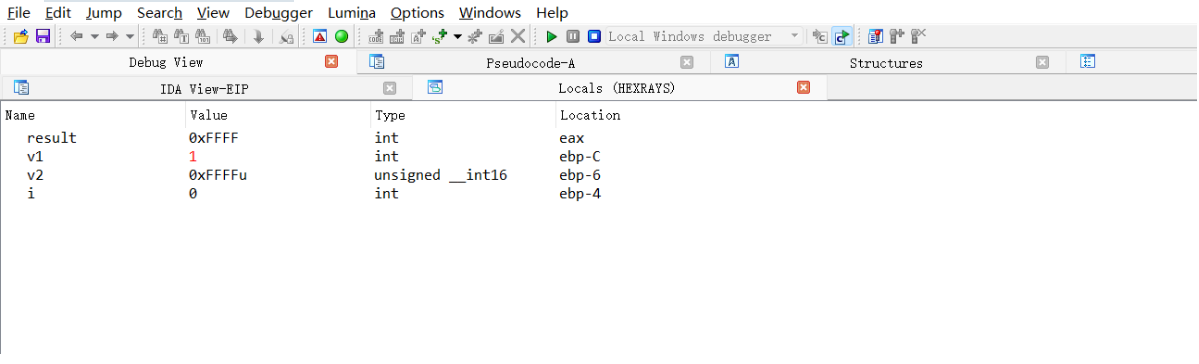 File Edit Jump Search View Debugger Lumina Options Windows Help
Local Windows debugger
Debug View Pseudocode-A Structures
IDA View-EIP Locals (HEXRAYS)
Name Value Type Location
result 0xFFFF int eax
v1 1 int ebp-C
v2 0xFFFFu unsigned __int16 ebp-6
i 0 int ebp-4